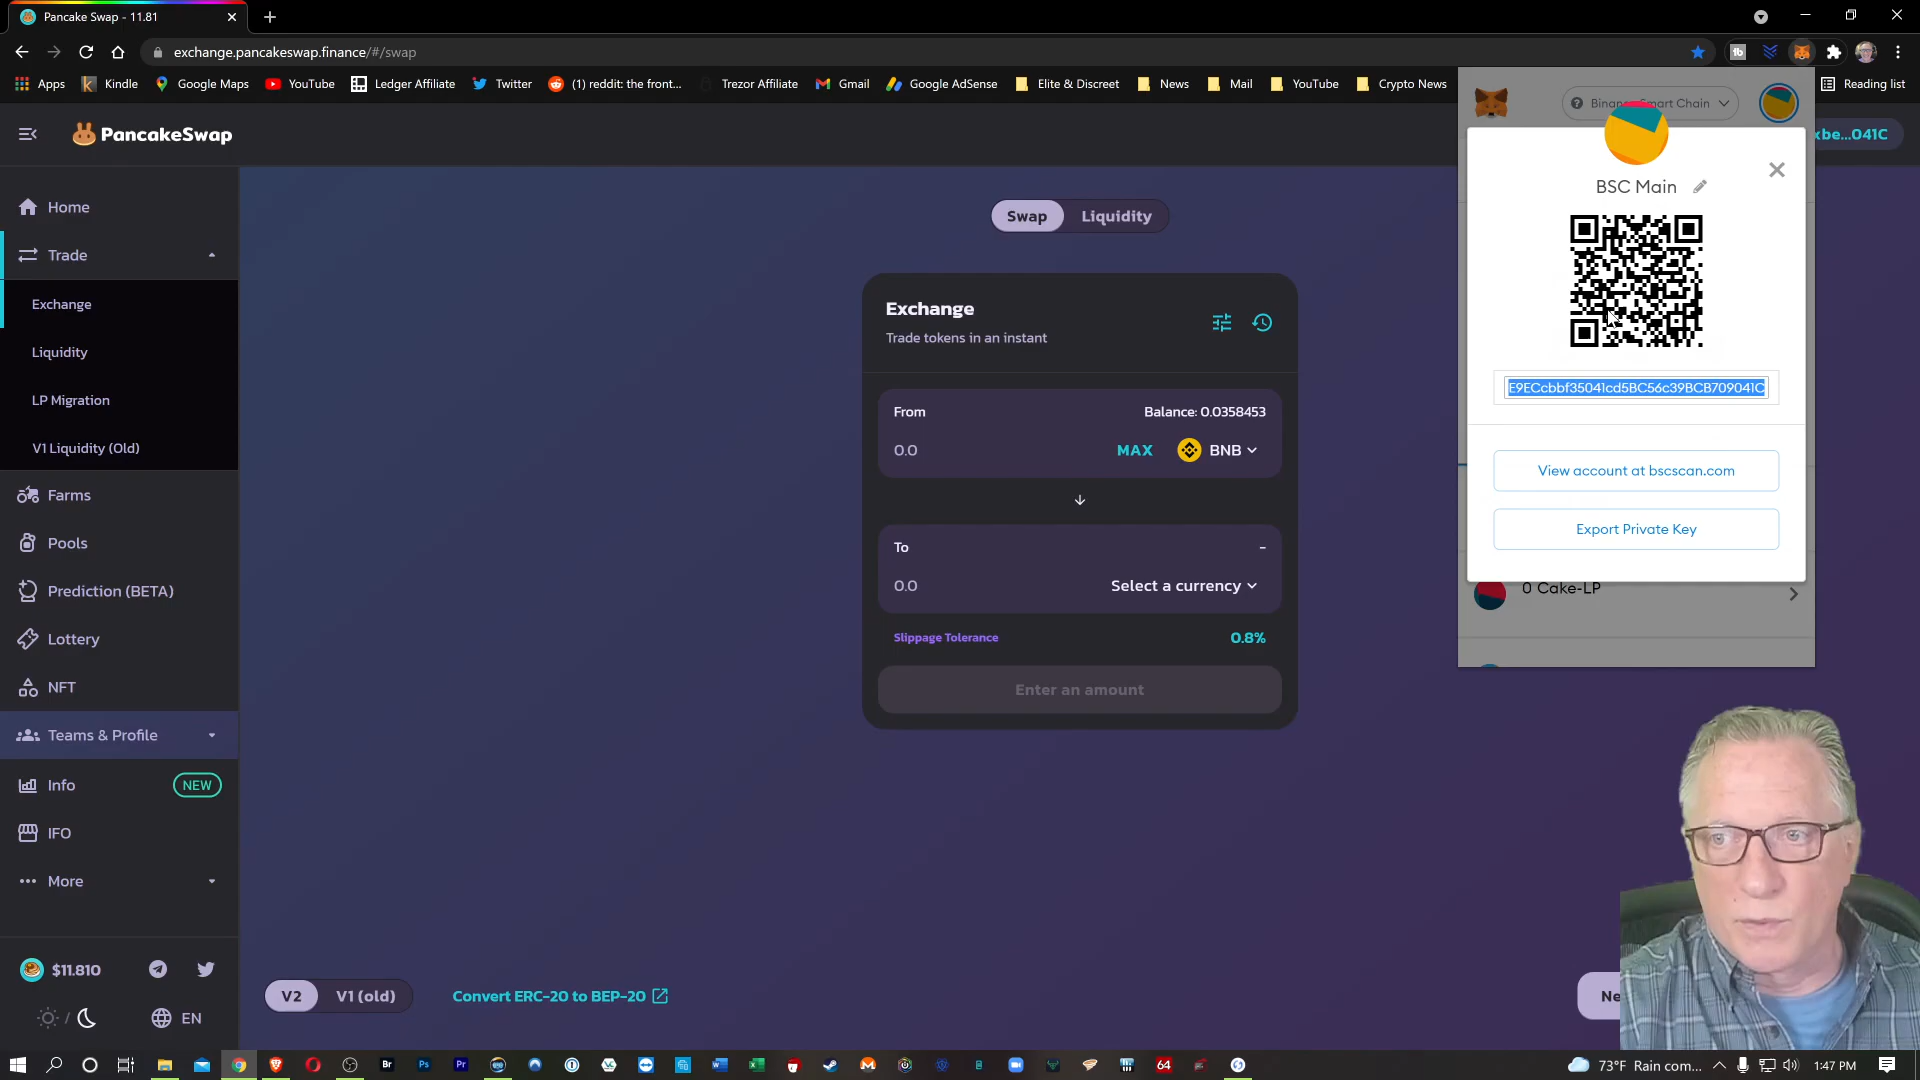 Pancake Swap - 11.81
exchange.pancakeswap.finance/#/swap
Apps
Kindle
Google Maps
YouTube
Ledger Affiliate
Twitter
(1) reddit: the front...
Trezor Affiliate
Gmail
Google AdSense
Elite & Discreet
News
Mail
YouTube
Crypto News
Reading list
PancakeSwap
Home
Trade
Exchange
Liquidity
LP Migration
V1 Liquidity (Old)
Farms
Pools
Prediction (BETA)
Lottery
NFT
Teams & Profile
Info
NEW
IFO
More
$11.810
EN
Swap
Liquidity
Exchange
Trade tokens in an instant
From
Balance: 0.0358453
0.0
MAX
BNB
To
-
0.0
Select a currency
Slippage Tolerance
0.8%
Enter an amount
V2
V1 (old)
Convert ERC-20 to BEP-20
Smart Chain
be...041C
BSC Main
E9ECcbbf35041cd5BC56c39BCB709041C
View account at bscscan.com
Export Private Key
0 Cake-LP
Ne
73°F Rain com...
1:47 PM